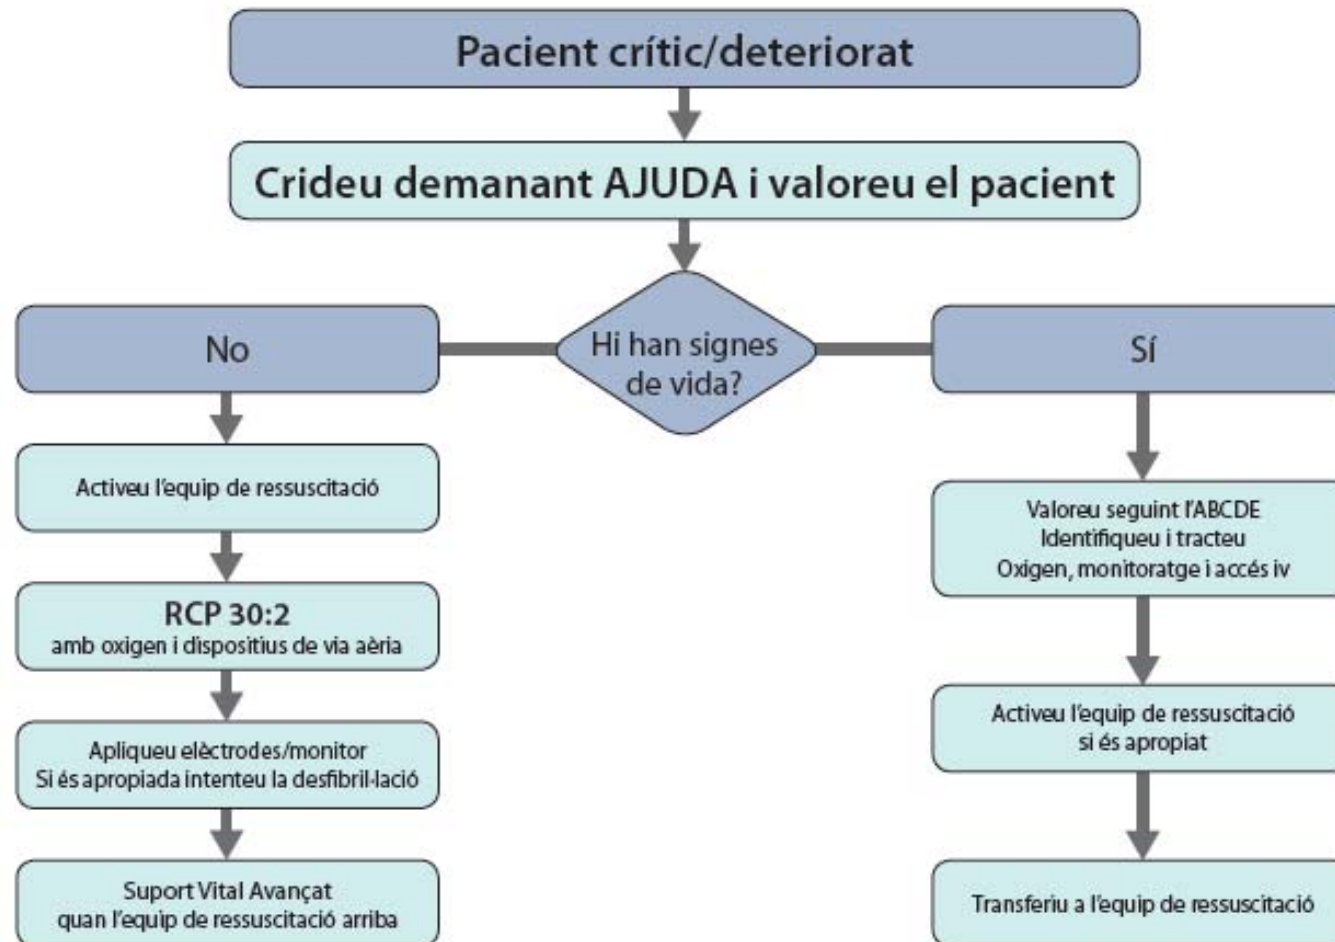 Pacient crític/deteriorat
Crideu demanant AJUDA i valoreu el pacient
Hi han signes
de vida?
No
Activeu l'equip de ressuscitació
RCP 30:2
amb oxigen i dispositius de via aèria
Apliqueu elèctrodes/monitor
Si és apropiada intenteu la desfibril·lació
Suport Vital Avançat
quan l'equip de ressuscitació arriba
Sí
Valoreu seguint l'ABCDE
Identifiqueu i tracteu
Oxigen, monitoratge i accés iv
Activeu l'equip de ressuscitació
si és apropiat
Transferiu a l'equip de ressuscitació